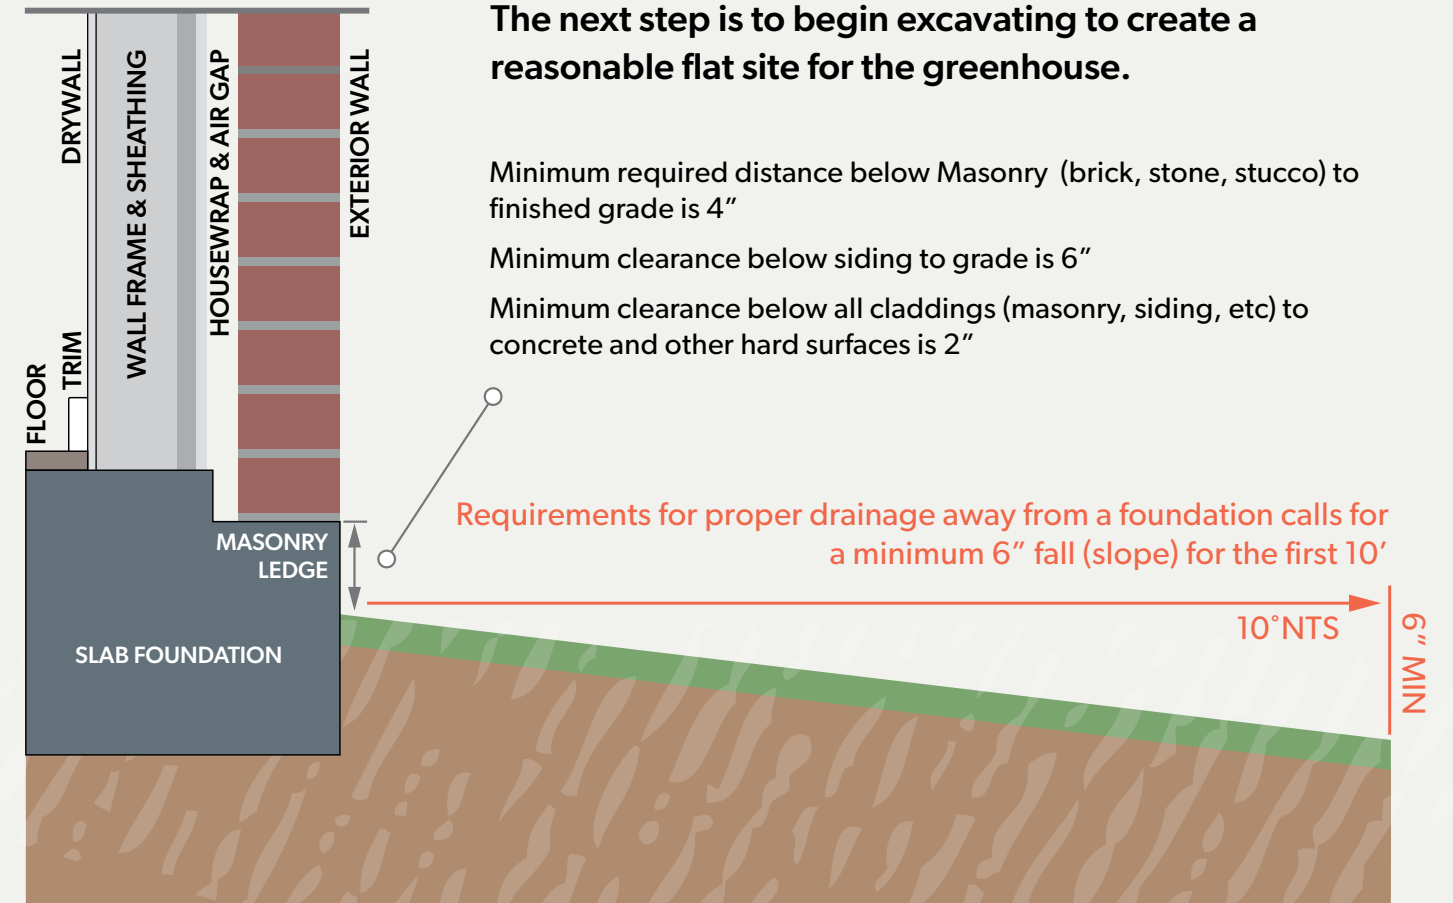 The next step is to begin excavating to create a
reasonable flat site for the greenhouse.
Minimum required distance below Masonry (brick, stone, stucco) to
finished grade is 4”
Minimum clearance below siding to grade is 6”
Minimum clearance below all claddings (masonry, siding, etc) to
concrete and other hard surfaces is 2”
FLOOR
TRIM
DRYWALL
WALL FRAME & SHEATHING
HOUSEWRAP & AIR GAP
EXTERIOR WALL
Requirements for proper drainage away from a foundation calls for
a minimum 6” fall (slope) for the first 10’
MASONRY
LEDGE
10˚NTS
6” MIN
SLAB FOUNDATION